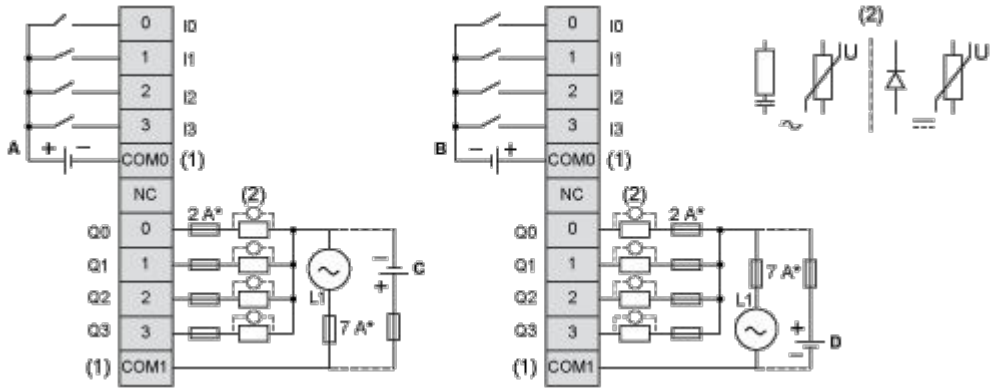 0 I0
1 I1
2 I2
3 I3
A + − COM0 (1)
NC
(2)
2 A*
Q0 0
Q1 1
Q2 2
Q3 3
L1
7 A*
− C
+
(1) COM1
0 I0
1 I1
2 I2
3 I3
B − + COM0 (1)
NC
(2)
2 A*
Q0 0
Q1 1
Q2 2
Q3 3
7 A*
L1
+ D
−
(1) COM1
(2)
U U